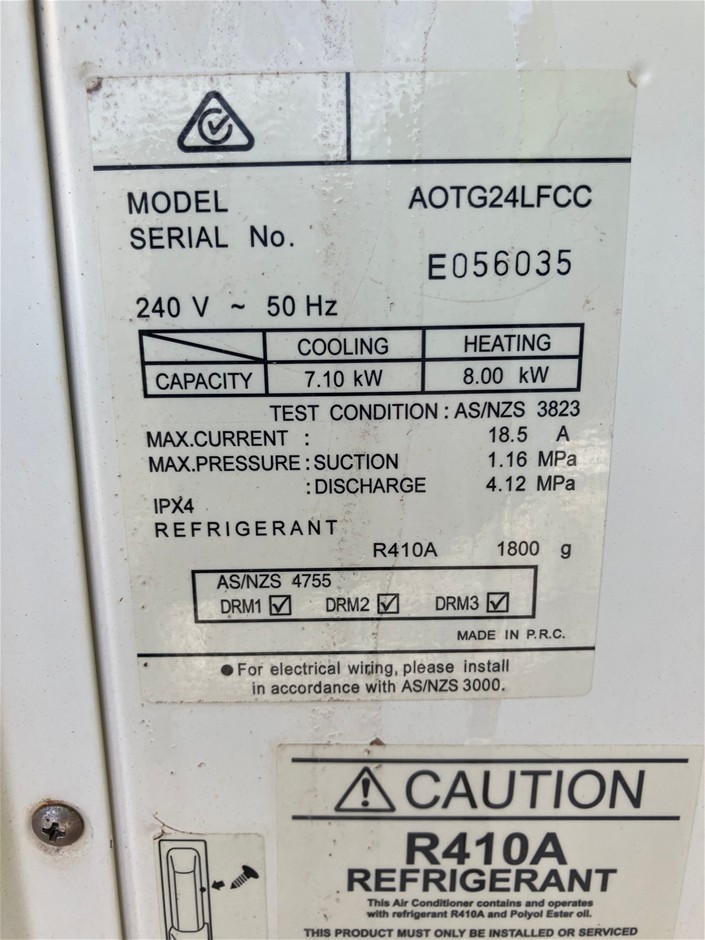 MODEL AOTG24LFCC
SERIAL No.
E056035
240 V ~ 50 Hz
COOLING HEATING
CAPACITY 7.10 kW 8.00 kW
TEST CONDITION : AS/NZS 3823
MAX.CURRENT : 18.5 A
MAX.PRESSURE : SUCTION 1.16 MPa
: DISCHARGE 4.12 MPa
IPX4
REFRIGERANT
R410A 1800 g
AS/NZS 4755
DRM1 ☑ DRM2 ☑ DRM3 ☑
MADE IN P.R.C.
● For electrical wiring, please install
in accordance with AS/NZS 3000.
⚠ CAUTION
R410A
REFRIGERANT
This Air Conditioner contains and operates
with refrigerant R410A and Polyol Ester oil.
THIS PRODUCT MUST ONLY BE INSTALLED OR SERVICED